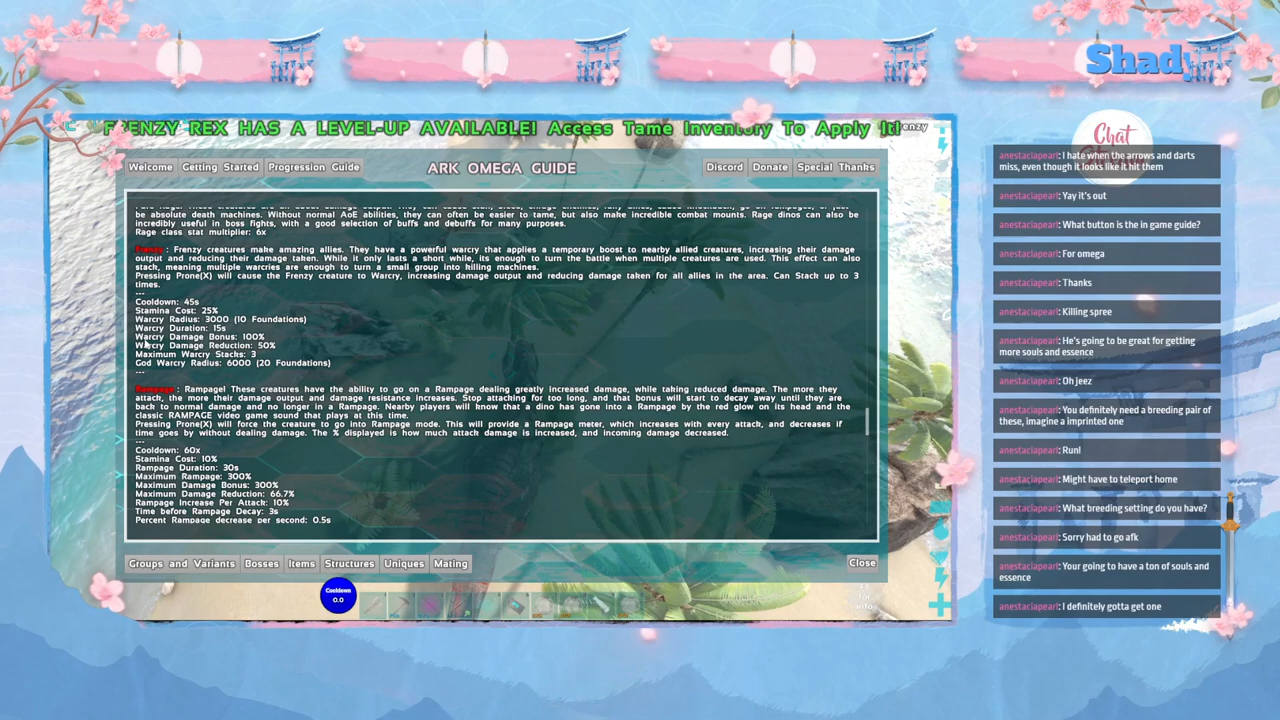 Shady
FRENZY REX HAS A LEVEL-UP AVAILABLE! Access Tame Inventory To Apply It!
Welcome
Getting Started
Progression Guide
ARK OMEGA GUIDE
Discord
Donate
Special Thanks
be absolute death machines. Without normal AoE abilities, they can often be easier to tame, but also make incredible combat mounts. Rage dinos can also be
incredibly useful in boss fights, with a good selection of buffs and debuffs for many purposes.
Rage class stat multiplier: 6x
Frenzy: Frenzy creatures make amazing allies. They have a powerful warcry that applies a temporary boost to nearby allied creatures, increasing their damage
output and reducing their damage taken. While it only lasts a short while, its enough to turn the battle when multiple creatures are used. This effect can also
stack, meaning multiple warcries are enough to turn a small group into killing machines.
Pressing Prone(X) will cause the Frenzy creature to Warcry, increasing damage output and reducing damage taken for all allies in the area. Can Stack up to 3
times.
---
Cooldown: 45s
Stamina Cost: 25%
Warcry Radius: 3000 (10 Foundations)
Warcry Duration: 15s
Warcry Damage Bonus: 100%
Warcry Damage Reduction: 50%
Maximum Warcry Stacks: 3
God Warcry Radius: 6000 (20 Foundations)
---
Rampage: Rampage! These creatures have the ability to go on a Rampage dealing greatly increased damage, while taking reduced damage. The more they
attack, the more their damage output and damage resistance increases. Stop attacking for too long, and that bonus will start to decay away until they are
back to normal damage and no longer in a Rampage. Nearby players will know that a dino has gone into a Rampage by the red glow on its head and the
classic RAMPAGE video game sound that plays at this time.
Pressing Prone(X) will force the creature to go into Rampage mode. This will provide a Rampage meter, which increases with every attack, and decreases if
time goes by without dealing damage. The % displayed is how much attack damage is increased, and incoming damage decreased.
---
Cooldown: 60x
Stamina Cost: 10%
Rampage Duration: 30s
Maximum Rampage: 300%
Maximum Damage Bonus: 300%
Maximum Damage Reduction: 66.7%
Rampage Increase Per Attack: 10%
Time before Rampage Decay: 3s
Percent Rampage decrease per second: 0.5s
Groups and Variants
Bosses
Items
Structures
Uniques
Mating
Close
Cooldown
0.0
for
info
Chat
anestaciapearl: I hate when the arrows and darts
miss, even though it looks like it hit them
anestaciapearl: Yay it's out
anestaciapearl: What button is the in game guide?
anestaciapearl: For omega
anestaciapearl: Thanks
anestaciapearl: Killing spree
anestaciapearl: He's going to be great for getting
more souls and essence
anestaciapearl: Oh jeez
anestaciapearl: You definitely need a breeding pair of
these, imagine a imprinted one
anestaciapearl: Run!
anestaciapearl: Might have to teleport home
anestaciapearl: What breeding setting do you have?
anestaciapearl: Sorry had to go afk
anestaciapearl: Your going to have a ton of souls and
essence
anestaciapearl: I definitely gotta get one